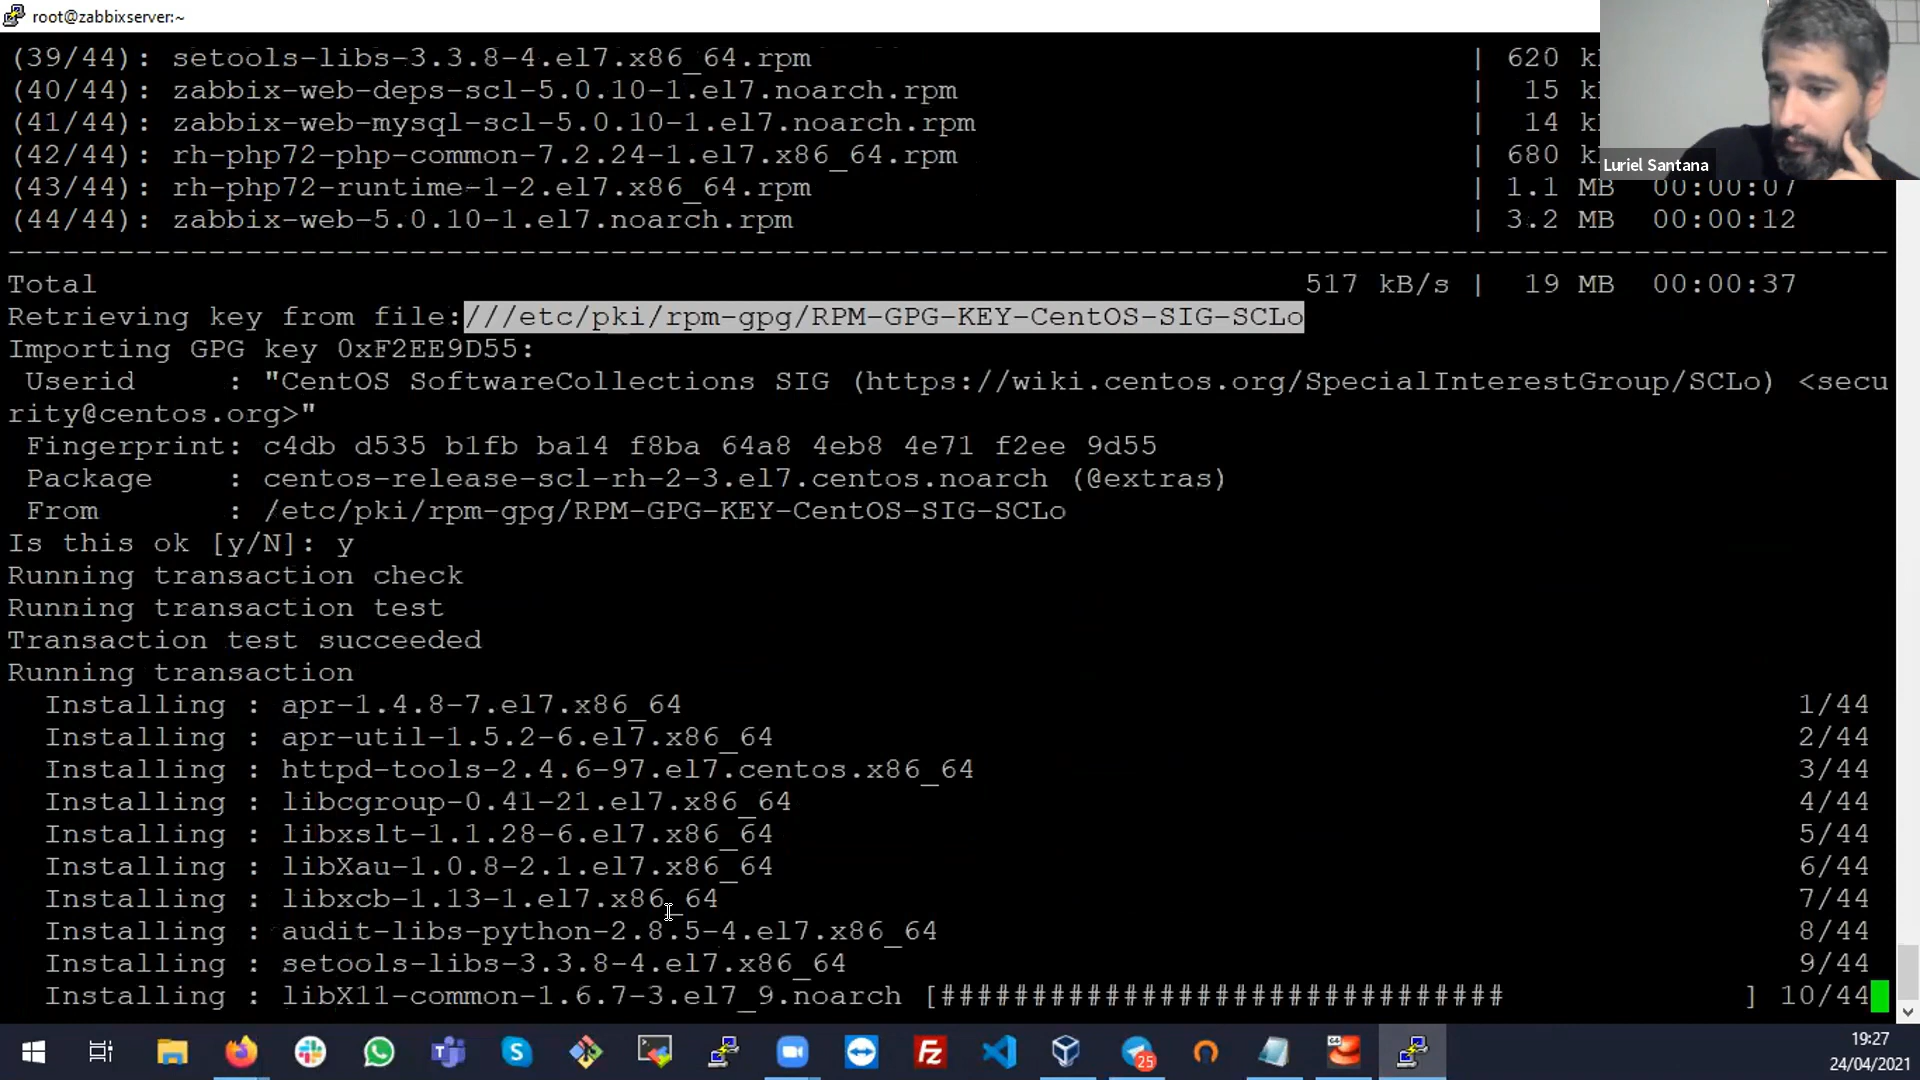 root@zabbixserver:~
(39/44): setools-libs-3.3.8-4.el7.x86_64.rpm | 620 k
(40/44): zabbix-web-deps-scl-5.0.10-1.el7.noarch.rpm | 15 k
(41/44): zabbix-web-mysql-scl-5.0.10-1.el7.noarch.rpm | 14 k
(42/44): rh-php72-php-common-7.2.24-1.el7.x86_64.rpm | 680 k
Luriel Santana
(43/44): rh-php72-runtime-1-2.el7.x86_64.rpm | 1.1 MB 00:00:07
(44/44): zabbix-web-5.0.10-1.el7.noarch.rpm | 3.2 MB 00:00:12
--------------------------------------------------------------------------------
Total 517 kB/s | 19 MB 00:00:37
Retrieving key from file:///etc/pki/rpm-gpg/RPM-GPG-KEY-CentOS-SIG-SCLo
Importing GPG key 0xF2EE9D55:
Userid : "CentOS SoftwareCollections SIG (https://wiki.centos.org/SpecialInterestGroup/SCLo) <secu
rity@centos.org>"
Fingerprint: c4db d535 b1fb ba14 f8ba 64a8 4eb8 4e71 f2ee 9d55
Package : centos-release-scl-rh-2-3.el7.centos.noarch (@extras)
From : /etc/pki/rpm-gpg/RPM-GPG-KEY-CentOS-SIG-SCLo
Is this ok [y/N]: y
Running transaction check
Running transaction test
Transaction test succeeded
Running transaction
Installing : apr-1.4.8-7.el7.x86_64 1/44
Installing : apr-util-1.5.2-6.el7.x86_64 2/44
Installing : httpd-tools-2.4.6-97.el7.centos.x86_64 3/44
Installing : libcgroup-0.41-21.el7.x86_64 4/44
Installing : libxslt-1.1.28-6.el7.x86_64 5/44
Installing : libXau-1.0.8-2.1.el7.x86_64 6/44
Installing : libxcb-1.13-1.el7.x86_64 7/44
Installing : audit-libs-python-2.8.5-4.el7.x86_64 8/44
Installing : setools-libs-3.3.8-4.el7.x86_64 9/44
Installing : libX11-common-1.6.7-3.el7_9.noarch [############################### ] 10/44
25
64
19:27
24/04/2021